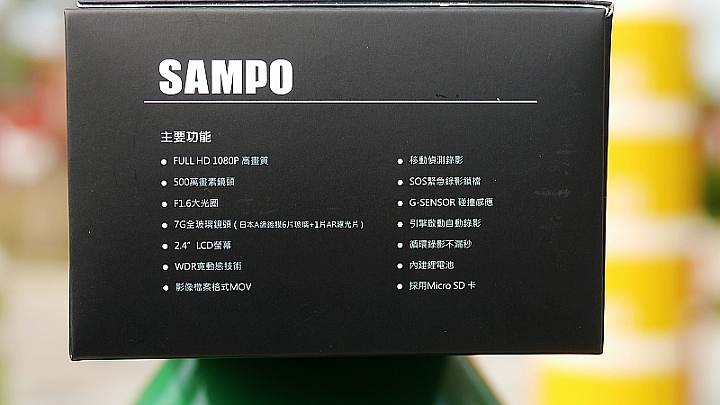 SAMPO
主要功能
● FULL HD 1080P 高畫質
● 500萬畫素鏡頭
● F1.6大光圈
● 7G全玻璃鏡頭（日本A級鍍膜6片玻璃+1片AR濾光片）
● 2.4" LCD螢幕
● WDR寬動態技術
● 影像檔案格式MOV
● 移動偵測錄影
● SOS緊急錄影鎖檔
● G-SENSOR 碰撞感應
● 引擎啟動自動錄影
● 循環錄影不漏秒
● 內建鋰電池
● 採用Micro SD 卡